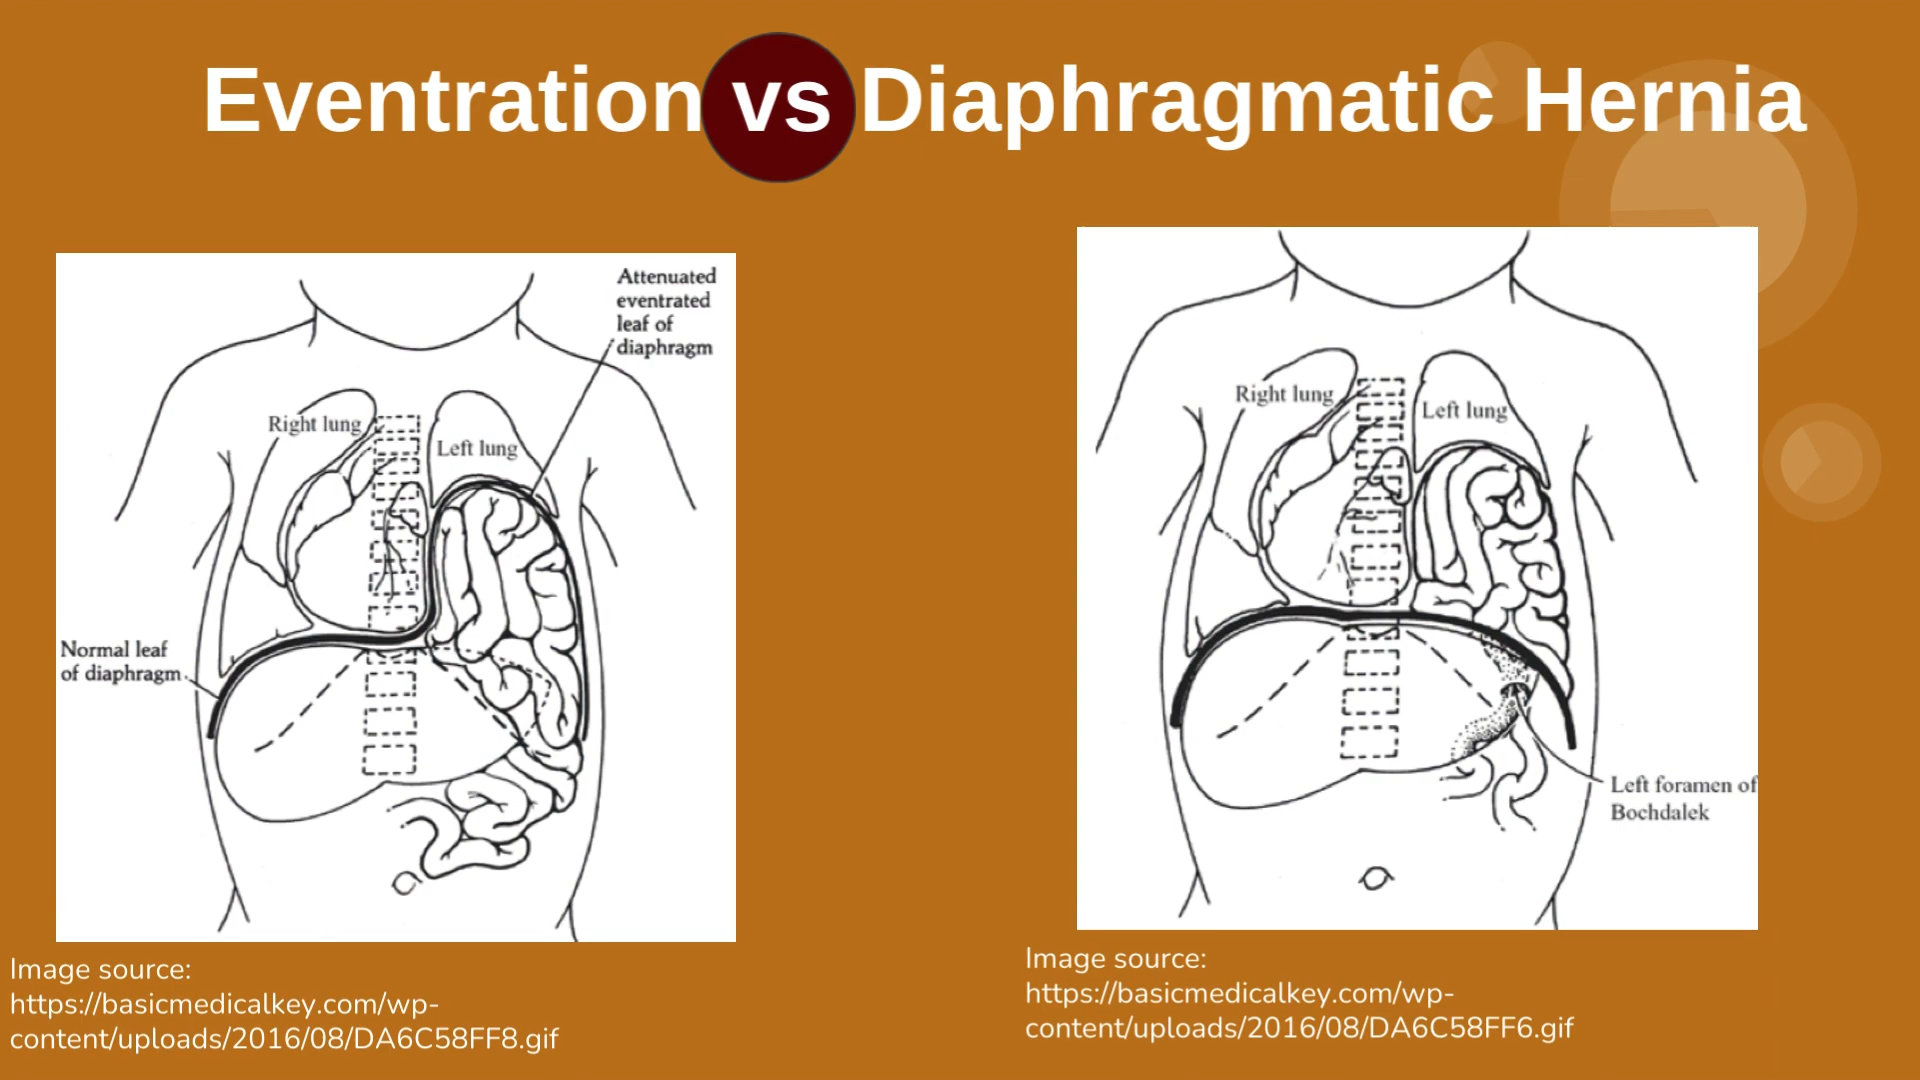 Eventration vs Diaphragmatic Hernia
Attenuated
eventrated
leaf of
diaphragm
Right lung
Left lung
Normal leaf
of diaphragm
Image source:
https://basicmedicalkey.com/wp-
content/uploads/2016/08/DA6C58FF8.gif
Right lung
Left lung
Left foramen of
Bochdalek
Image source:
https://basicmedicalkey.com/wp-
content/uploads/2016/08/DA6C58FF6.gif